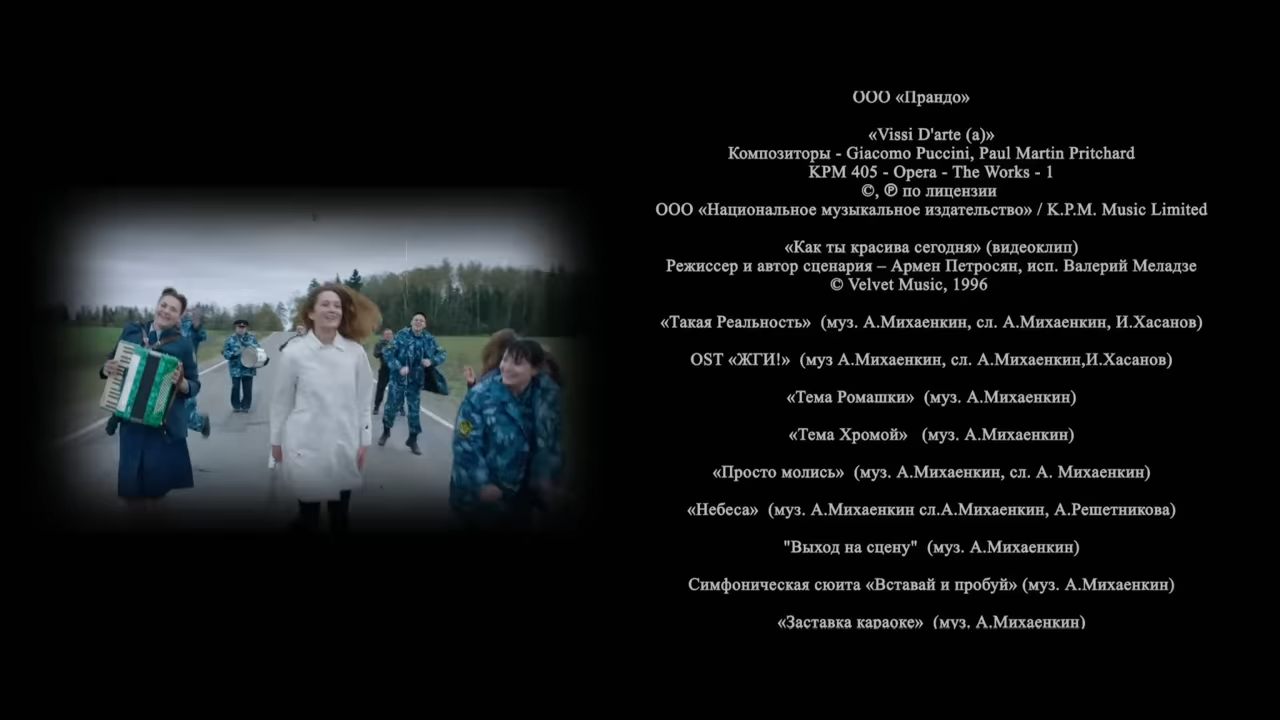 ООО «Прандо»
«Vissi D'arte (a)»
Композиторы - Giacomo Puccini, Paul Martin Pritchard
KPM 405 - Opera - The Works - 1
©, ℗ по лицензии
ООО «Национальное музыкальное издательство» / K.P.M. Music Limited
«Как ты красива сегодня» (видеоклип)
Режиссер и автор сценария – Армен Петросян, исп. Валерий Меладзе
© Velvet Music, 1996
«Такая Реальность» (муз. А.Михаенкин, сл. А.Михаенкин, И.Хасанов)
OST «ЖГИ!» (муз А.Михаенкин, сл. А.Михаенкин,И.Хасанов)
«Тема Ромашки» (муз. А.Михаенкин)
«Тема Хромой» (муз. А.Михаенкин)
«Просто молись» (муз. А.Михаенкин, сл. А. Михаенкин)
«Небеса» (муз. А.Михаенкин сл.А.Михаенкин, А.Решетникова)
"Выход на сцену" (муз. А.Михаенкин)
Симфоническая сюита «Вставай и пробуй» (муз. А.Михаенкин)
«Заставка караоке» (муз. А.Михаенкин)